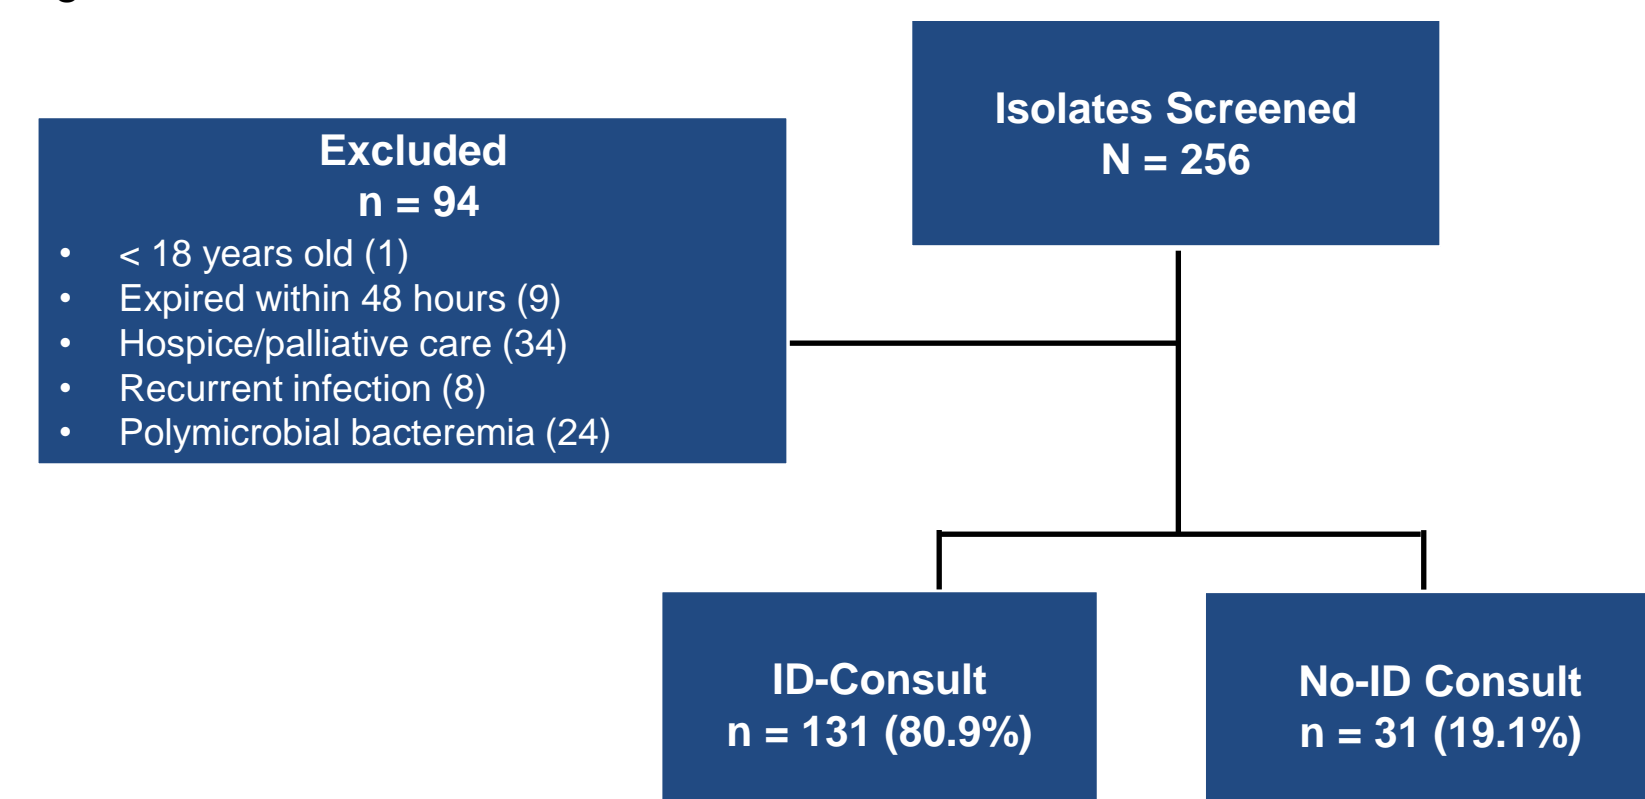 Isolates Screened
N = 256
Excluded
n = 94
• < 18 years old (1)
• Expired within 48 hours (9)
• Hospice/palliative care (34)
• Recurrent infection (8)
• Polymicrobial bacteremia (24)
ID-Consult
n = 131 (80.9%)
No-ID Consult
n = 31 (19.1%)